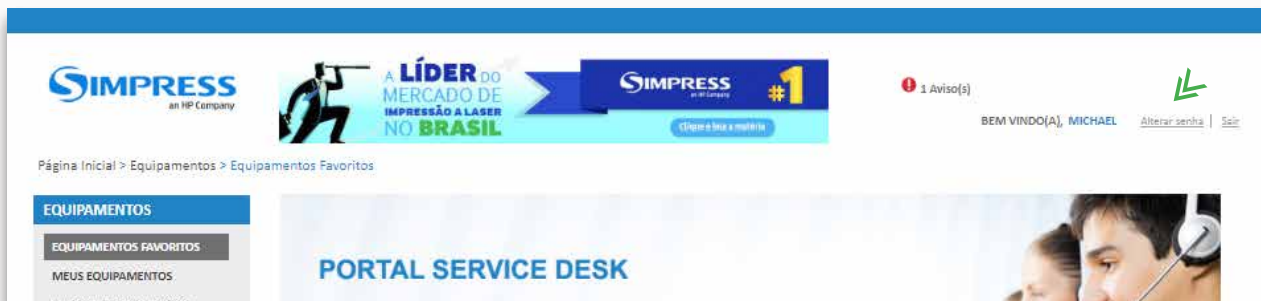 SIMPRESS
an HP Company
A LÍDER DO
MERCADO DE
IMPRESSÃO A LASER
NO BRASIL
SIMPRESS
an HP Company
#1
Clique e leia a matéria
1 Aviso(s)
BEM VINDO(A), MICHAEL Alterar senha | Sair
Página Inicial > Equipamentos > Equipamentos Favoritos
EQUIPAMENTOS
EQUIPAMENTOS FAVORITOS
MEUS EQUIPAMENTOS
PORTAL SERVICE DESK